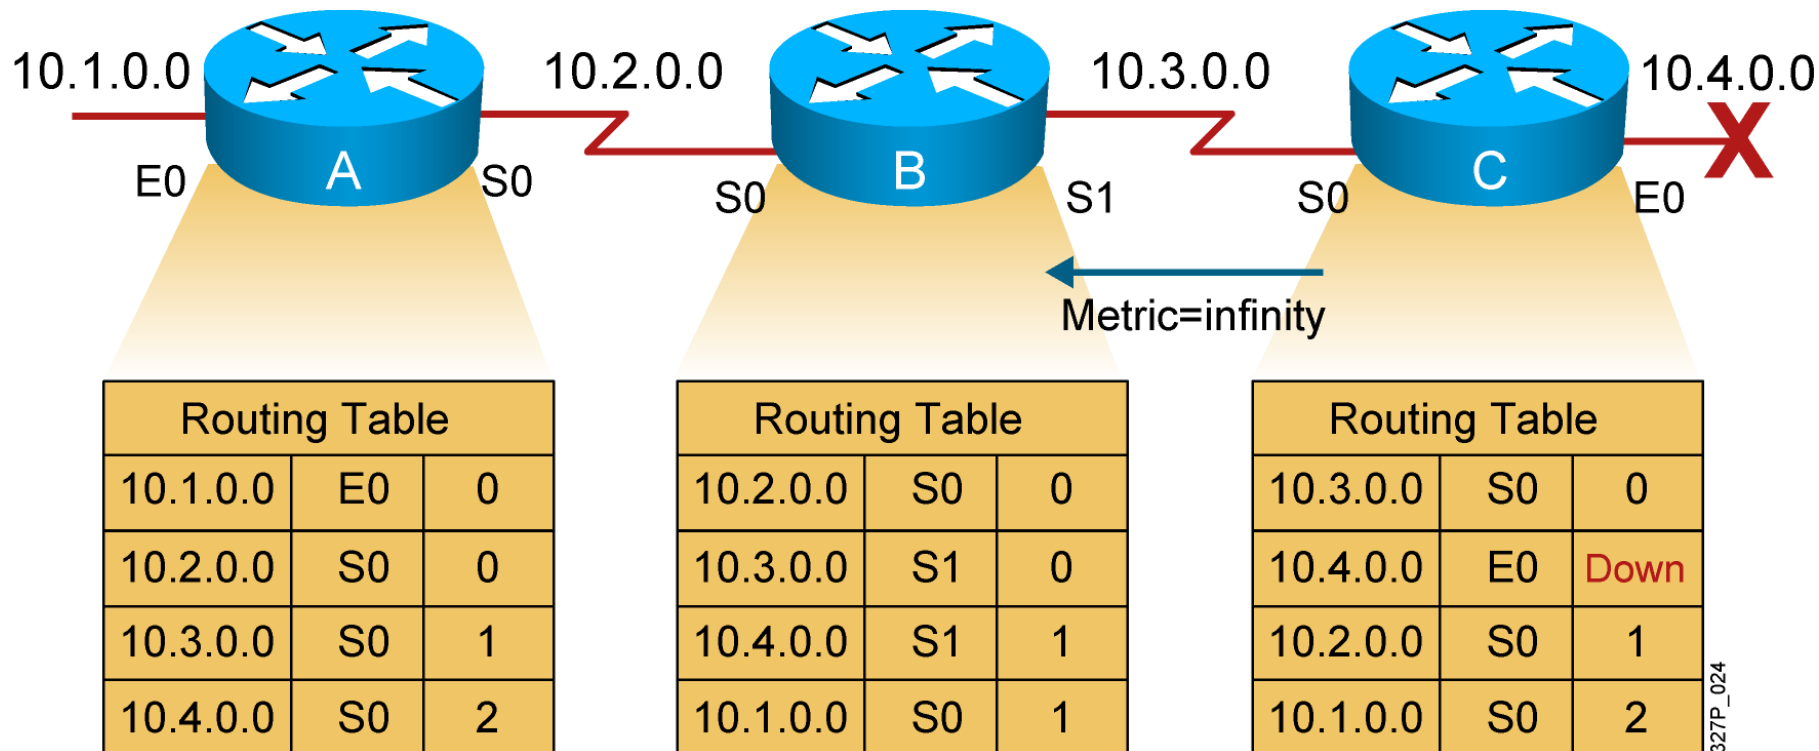 10.1.0.0 10.2.0.0 10.3.0.0 10.4.0.0
X
A B C
E0 S0 S0 S1 S0 E0
Metric=infinity
Routing Table
10.1.0.0 E0 0
10.2.0.0 S0 0
10.3.0.0 S0 1
10.4.0.0 S0 2
Routing Table
10.2.0.0 S0 0
10.3.0.0 S1 0
10.4.0.0 S1 1
10.1.0.0 S0 1
Routing Table
10.3.0.0 S0 0
10.4.0.0 E0 Down
10.2.0.0 S0 1
10.1.0.0 S0 2
327P_024